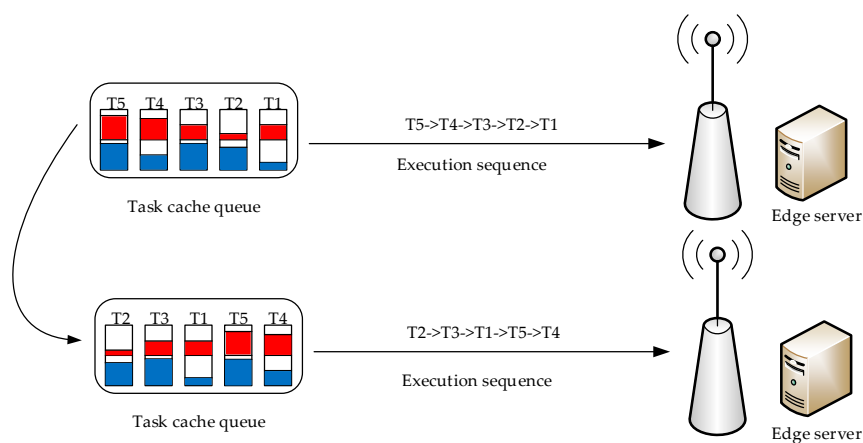 T5 T4 T3 T2 T1
T5->T4->T3->T2->T1
Execution sequence
Task cache queue
Edge server
T2 T3 T1 T5 T4
T2->T3->T1->T5->T4
Execution sequence
Task cache queue
Edge server